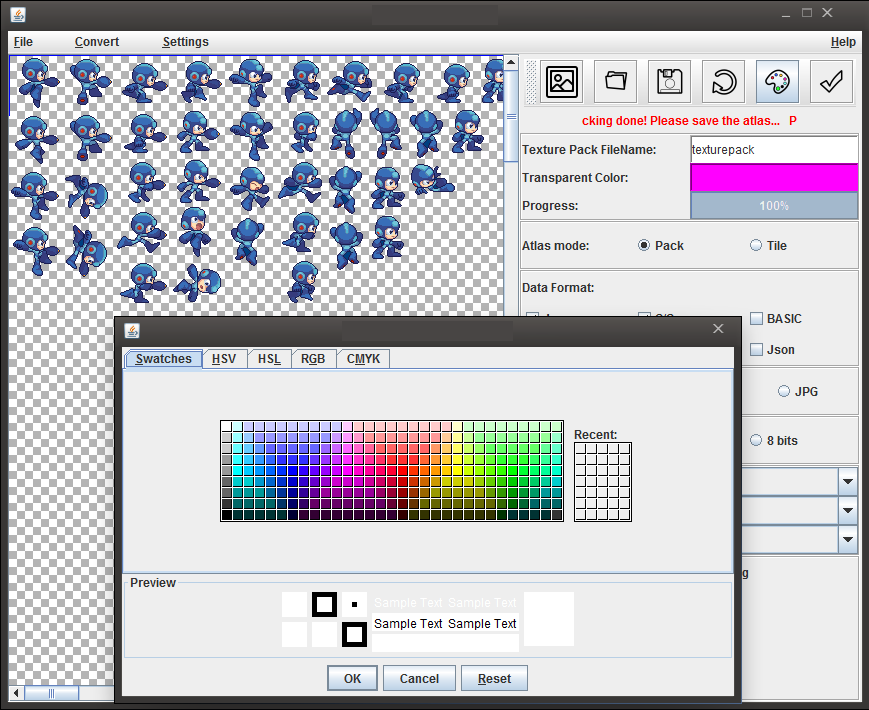 File Convert Settings Help
cking done! Please save the atlas... P
Texture Pack FileName: texturepack
Transparent Color:
Progress: 100%
Atlas mode: Pack Tile
Data Format:
BASIC
Json
JPG
8 bits
g
Swatches HSV HSL RGB CMYK
Recent:
Preview
Sample Text Sample Text
Sample Text Sample Text
OK Cancel Reset